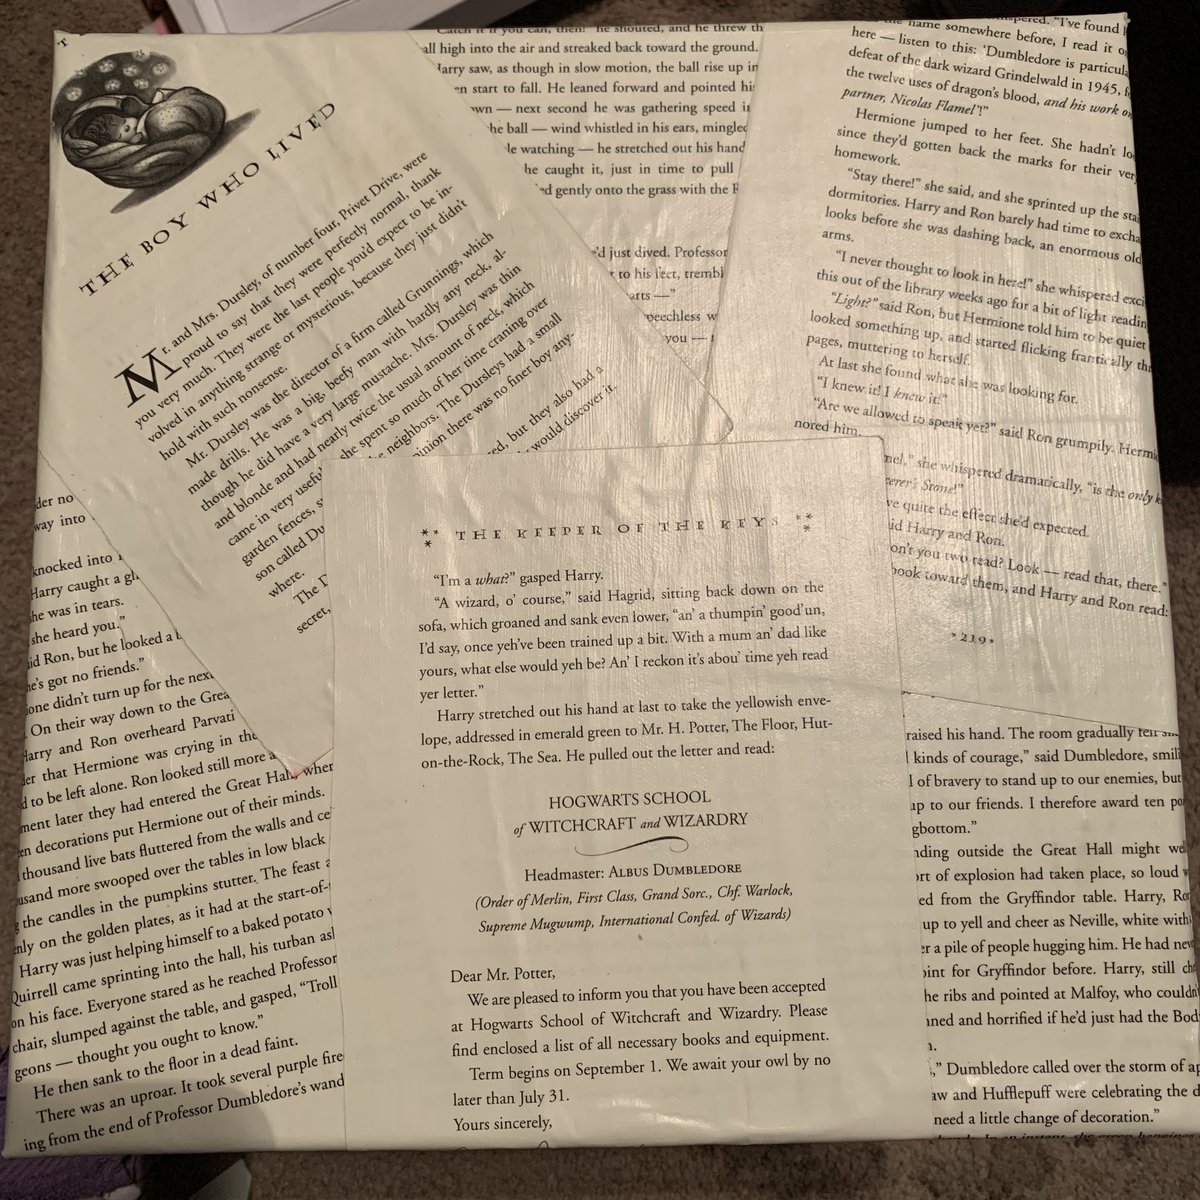 THE BOY WHO LIVED
Mr. and Mrs. Dursley, of number four, Privet Drive, were
proud to say that they were perfectly normal, thank
you very much. They were the last people you'd expect to be in-
volved in anything strange or mysterious, because they just didn't
hold with such nonsense.
Mr. Dursley was the director of a firm called Grunnings, which
made drills. He was a big, beefy man with hardly any neck, al-
though he did have a very large mustache. Mrs. Dursley was thin
and blonde and had nearly twice the usual amount of neck, which
came in very useful she spent so much of her time craning over
garden fences, neighbors. The Dursleys had a small
son called there was no finer boy any-
where.
The but they also had a
secret, would discover it.
Catch it if you can, then! he shouted, and he threw th
all high into the air and streaked back toward the ground.
Harry saw, as though in slow motion, the ball rise up in
start to fall. He leaned forward and pointed
own — next second he was gathering speed
he ball — wind whistled in his ears,
watching — he stretched out his hand
he caught it, just in time to pull
gently onto the grass with the
'd just dived. Professor
to his feet,
arts —"
peechless
you —
name somewhere before, I read it
here — listen to this: 'Dumbledore is
defeat of the dark wizard Grindelwald in 1945,
the twelve uses of dragon's blood, and his work
partner, Nicolas Flamel'!"
Hermione jumped to her feet. She hadn't
since they'd gotten back the marks for their
homework.
"Stay there!" she said, and she sprinted up the
dormitories. Harry and Ron barely had time to
looks before she was dashing back, an enormous old
arms.
"I never thought to look in here!" she whispered
this out of the library weeks ago for a bit of light
"Light?" said Ron, but Hermione told him to be quiet
looked something up, and started flicking frantically
pages, muttering to herself.
At last she found what she was looking for.
"I knew it! I knew it!"
"Are we allowed to speak yet?" said Ron grumpily.
nored him.
she whispered dramatically, "is the only
Stone!"
quite the effect she'd expected.
Harry and Ron.
on't you two read? Look — read that, there."
book toward them, and Harry and Ron read:
*219*
** * THE KEEPER OF THE KEYS ** *
"I'm a what?" gasped Harry.
"A wizard, o' course," said Hagrid, sitting back down on the
sofa, which groaned and sank even lower, "an' a thumpin' good'un,
I'd say, once yeh've been trained up a bit. With a mum an' dad like
yours, what else would yeh be? An' I reckon it's abou' time yeh read
yer letter."
Harry stretched out his hand at last to take the yellowish enve-
lope, addressed in emerald green to Mr. H. Potter, The Floor, Hut-
on-the-Rock, The Sea. He pulled out the letter and read:
HOGWARTS SCHOOL
of WITCHCRAFT and WIZARDRY
Headmaster: ALBUS DUMBLEDORE
(Order of Merlin, First Class, Grand Sorc., Chf. Warlock,
Supreme Mugwump, International Confed. of Wizards)
Dear Mr. Potter,
We are pleased to inform you that you have been accepted
at Hogwarts School of Witchcraft and Wizardry. Please
find enclosed a list of all necessary books and equipment.
Term begins on September 1. We await your owl by no
later than July 31.
Yours sincerely,
der no
way into
knocked into
Harry caught a
she was in tears.
she heard you."
Ron, but he looked a
he's got no friends."
one didn't turn up for the next
On their way down to the
Harry and Ron overheard Parvati
that Hermione was crying in the
to be left alone. Ron looked still more
ment later they had entered the Great Hall, where
decorations put Hermione out of their minds.
thousand live bats fluttered from the walls and
and more swooped over the tables in low black
the candles in the pumpkins stutter. The feast
nly on the golden plates, as it had at the start-of-
Harry was just helping himself to a baked potato
Quirrell came sprinting into the hall, his turban
on his face. Everyone stared as he reached Professor
chair, slumped against the table, and gasped, "Troll
geons — thought you ought to know."
He then sank to the floor in a dead faint.
There was an uproar. It took several purple
ing from the end of Professor Dumbledore's
raised his hand. The room gradually fell
kinds of courage," said Dumbledore,
of bravery to stand up to our enemies, but
up to our friends. I therefore award ten
gbottom."
nding outside the Great Hall might
ort of explosion had taken place, so loud
ed from the Gryffindor table. Harry,
up to yell and cheer as Neville, white with
a pile of people hugging him. He had
oint for Gryffindor before. Harry, still
he ribs and pointed at Malfoy, who
nned and horrified if he'd just had the
Dumbledore called over the storm of
and Hufflepuff were celebrating the
need a little change of decoration."